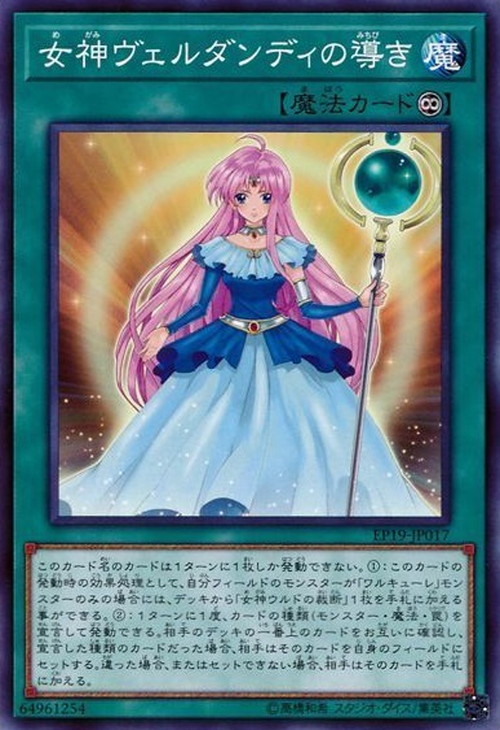 女神ヴェルダンディの導き 魔
【魔法カード】
EP19-JP017
このカード名のカードは1ターンに1枚しか発動できない。①：このカードの
発動時の効果処理として、自分フィールドのモンスターが「ワルキューレ」モン
スターのみの場合には、デッキから「女神ウルドの裁断」1枚を手札に加える
事ができる。②：1ターンに1度、カードの種類(モンスター・魔法・罠)を
宣言して発動できる。相手のデッキの一番上のカードをお互いに確認し、
宣言した種類のカードだった場合、相手はそのカードを自身のフィールドに
セットする。違った場合、またはセットできない場合、相手はそのカードを手札
に加える。
64961254 ©高橋和希 スタジオ・ダイス/集英社